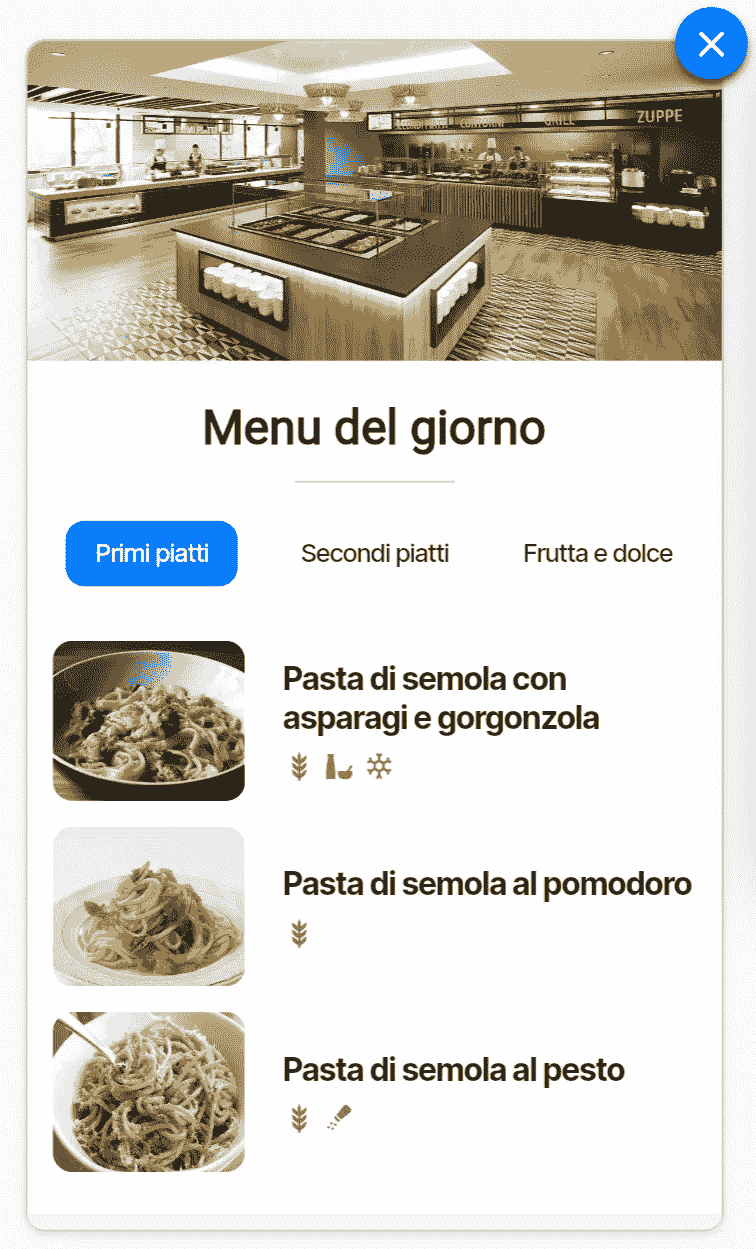 GRILL
ZUPPE
Menu del giorno
Primi piatti
Secondi piatti
Frutta e dolce
Pasta di semola con
asparagi e gorgonzola
Pasta di semola al pomodoro
Pasta di semola al pesto